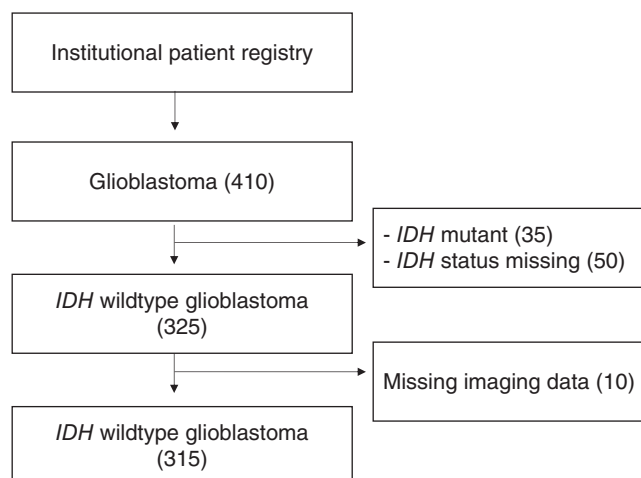 Institutional patient registry
Glioblastoma (410)
- IDH mutant (35)
- IDH status missing (50)
IDH wildtype glioblastoma
(325)
Missing imaging data (10)
IDH wildtype glioblastoma
(315)